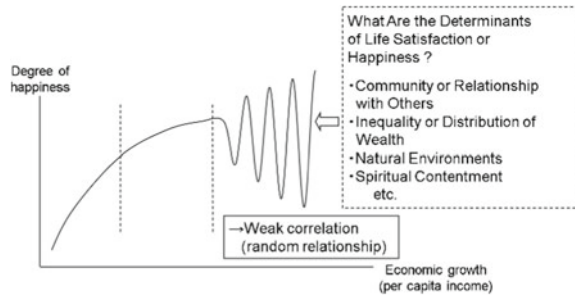 What Are the Determinants
of Life Satisfaction or
Happiness ?
・Community or Relationship
with Others
・Inequality or Distribution of
Wealth
・Natural Environments
・Spiritual Contentment
etc.
Degree of
happiness
→Weak correlation
(random relationship)
Economic growth
(per capita income)